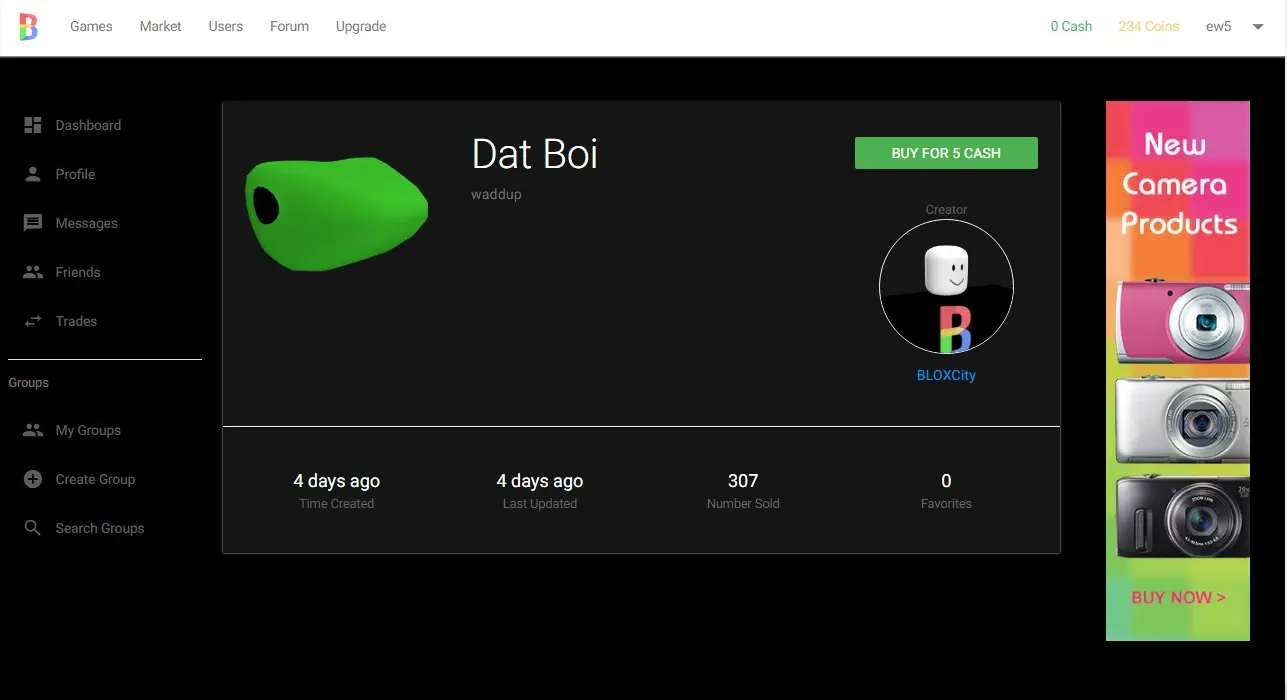 B
Games Market Users Forum Upgrade 0 Cash 234 Coins ew5
Dashboard
Profile
Messages
Friends
Trades
Groups
My Groups
Create Group
Search Groups
Dat Boi
waddup
BUY FOR 5 CASH
Creator
B
BLOXCity
4 days ago
Time Created
4 days ago
Last Updated
307
Number Sold
0
Favorites
New
Camera
Products
ZOOM LENS
BUY NOW >